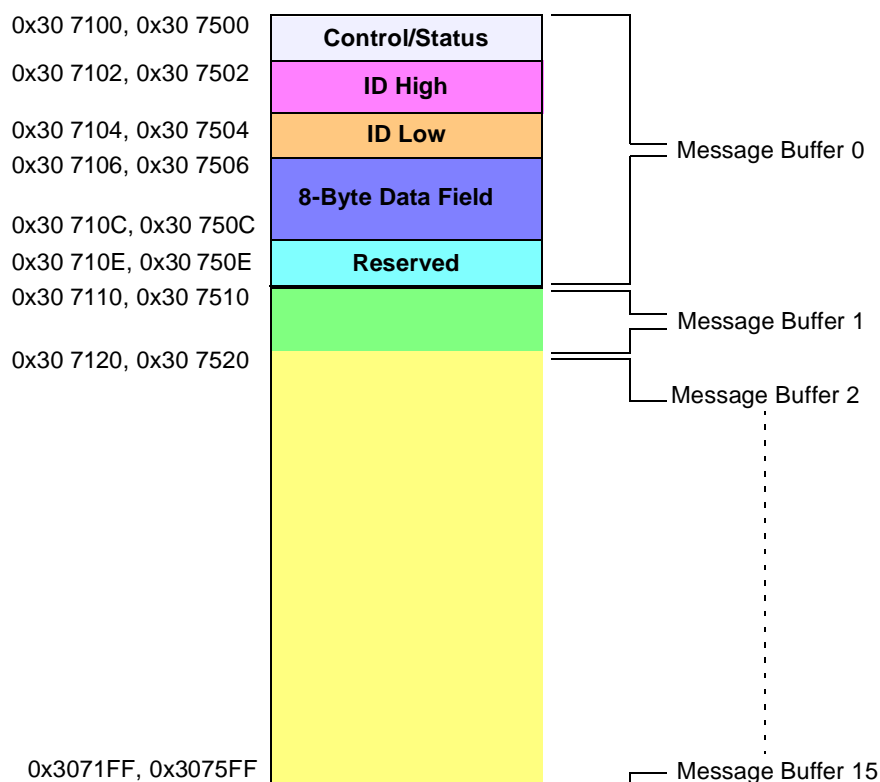 0x30 7100, 0x30 7500
Control/Status
0x30 7102, 0x30 7502
ID High
0x30 7104, 0x30 7504
ID Low
Message Buffer 0
0x30 7106, 0x30 7506
8-Byte Data Field
0x30 710C, 0x30 750C
0x30 710E, 0x30 750E
Reserved
0x30 7110, 0x30 7510
Message Buffer 1
0x30 7120, 0x30 7520
Message Buffer 2
0x3071FF, 0x3075FF
Message Buffer 15